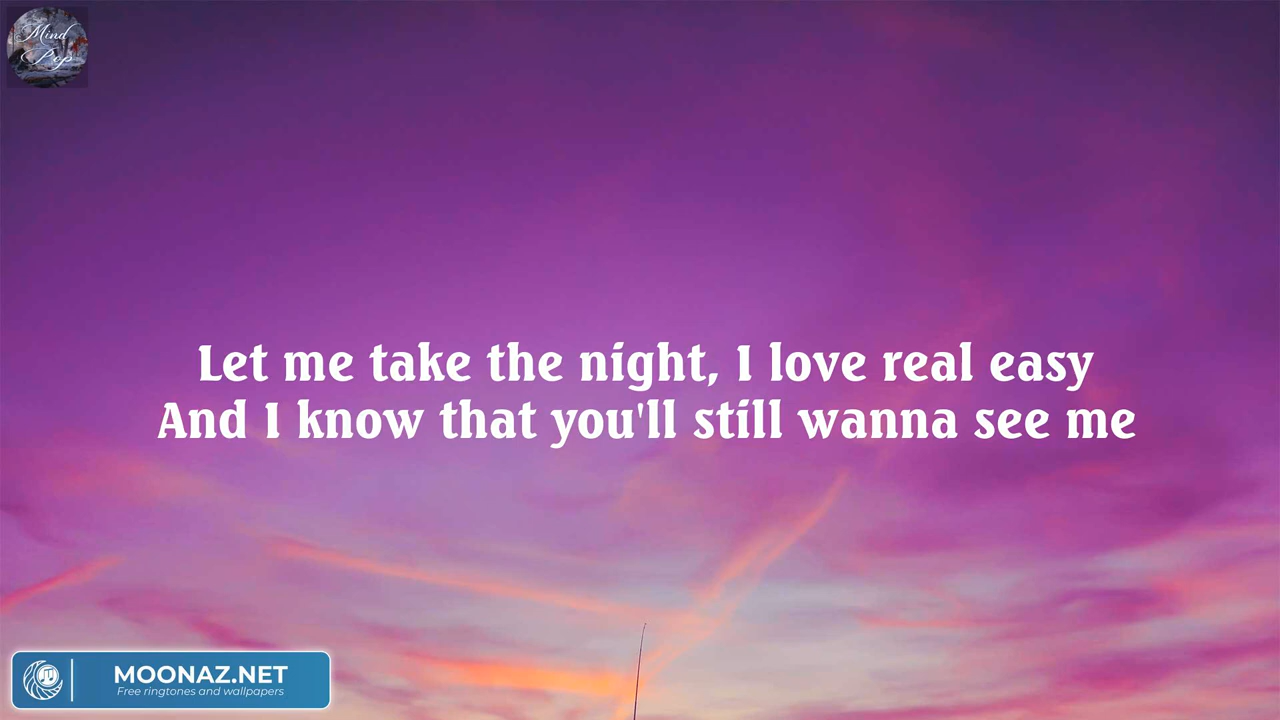 Mind
Pop
Let me take the night, I love real easy
And I know that you'll still wanna see me
MOONAZ.NET
Free ringtones and wallpapers